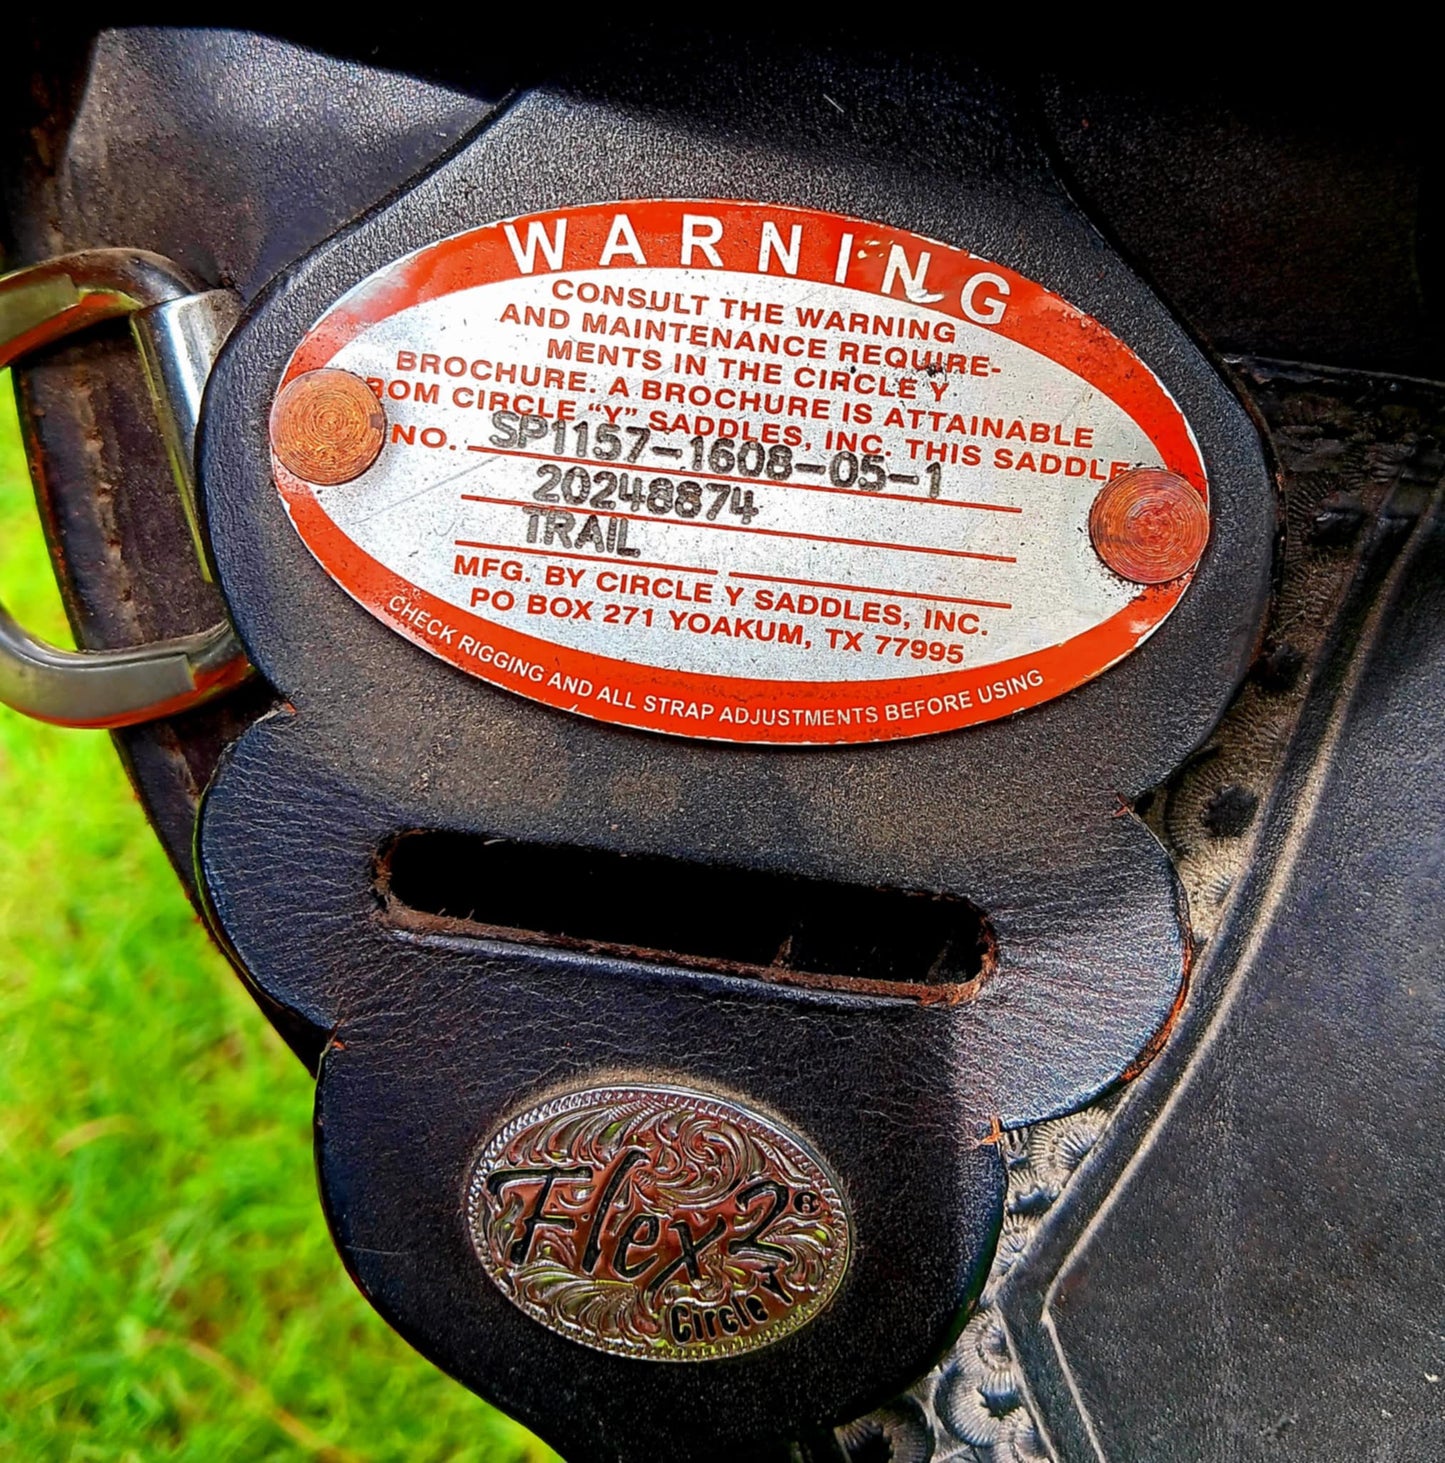 WARNING
CONSULT THE WARNING
AND MAINTENANCE REQUIRE-
MENTS IN THE CIRCLE Y
BROCHURE. A BROCHURE IS ATTAINABLE
ROM CIRCLE "Y" SADDLES, INC. THIS SADDLE
NO. SP1157-1608-05-1
20248874
TRAIL
MFG. BY CIRCLE Y SADDLES, INC.
PO BOX 271 YOAKUM, TX 77995
CHECK RIGGING AND ALL STRAP ADJUSTMENTS BEFORE USING
Flex2®
Circle Y